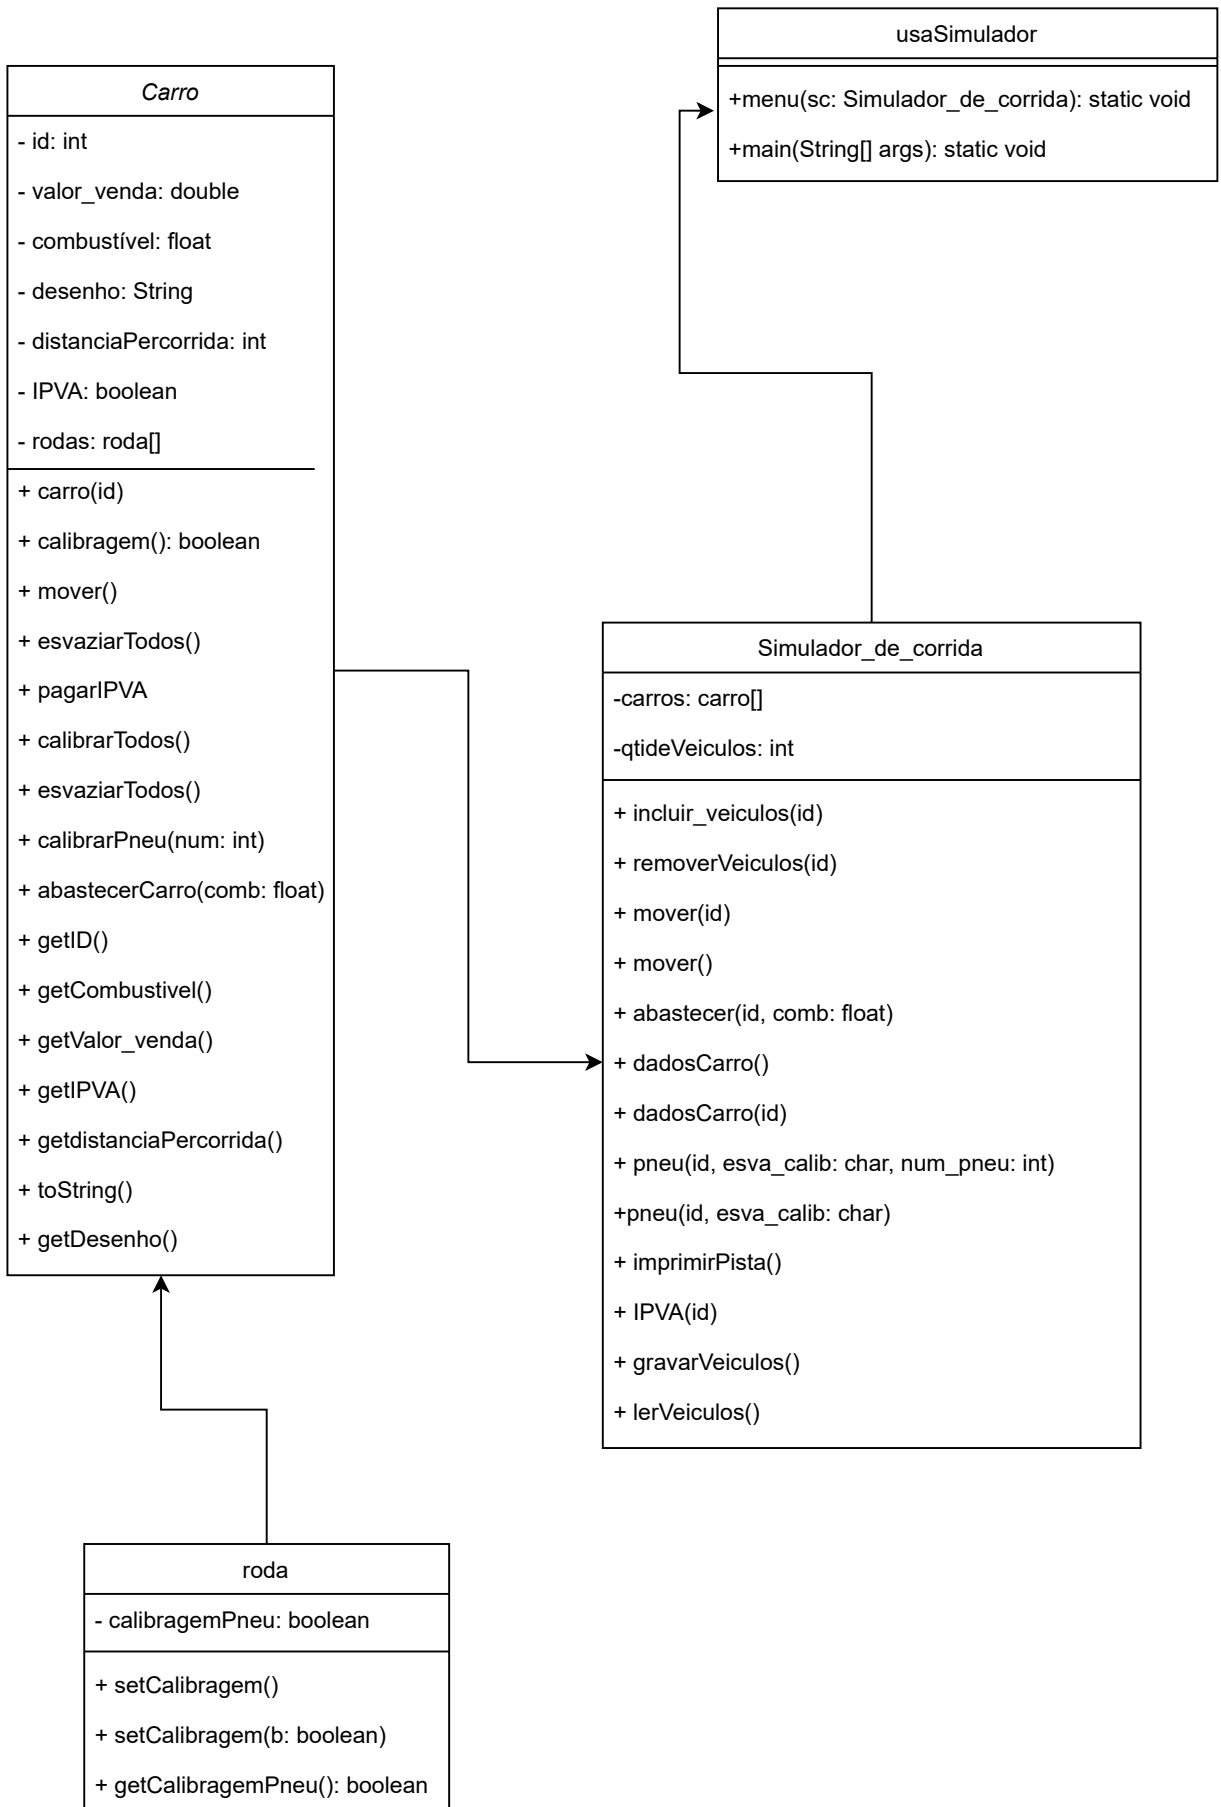 usaSimulador
+menu(sc: Simulador_de_corrida): static void
+main(String[] args): static void
Carro
- id: int
- valor_venda: double
- combustível: float
- desenho: String
- distanciaPercorrida: int
- IPVA: boolean
- rodas: roda[]
+ carro(id)
+ calibragem(): boolean
+ mover()
+ esvaziarTodos()
+ pagarIPVA
+ calibrarTodos()
+ esvaziarTodos()
+ calibrarPneu(num: int)
+ abastecerCarro(comb: float)
+ getID()
+ getCombustivel()
+ getValor_venda()
+ getIPVA()
+ getdistanciaPercorrida()
+ toString()
+ getDesenho()
Simulador_de_corrida
-carros: carro[]
-qtideVeiculos: int
+ incluir_veiculos(id)
+ removerVeiculos(id)
+ mover(id)
+ mover()
+ abastecer(id, comb: float)
+ dadosCarro()
+ dadosCarro(id)
+ pneu(id, esva_calib: char, num_pneu: int)
+pneu(id, esva_calib: char)
+ imprimirPista()
+ IPVA(id)
+ gravarVeiculos()
+ lerVeiculos()
roda
- calibragemPneu: boolean
+ setCalibragem()
+ setCalibragem(b: boolean)
+ getCalibragemPneu(): boolean